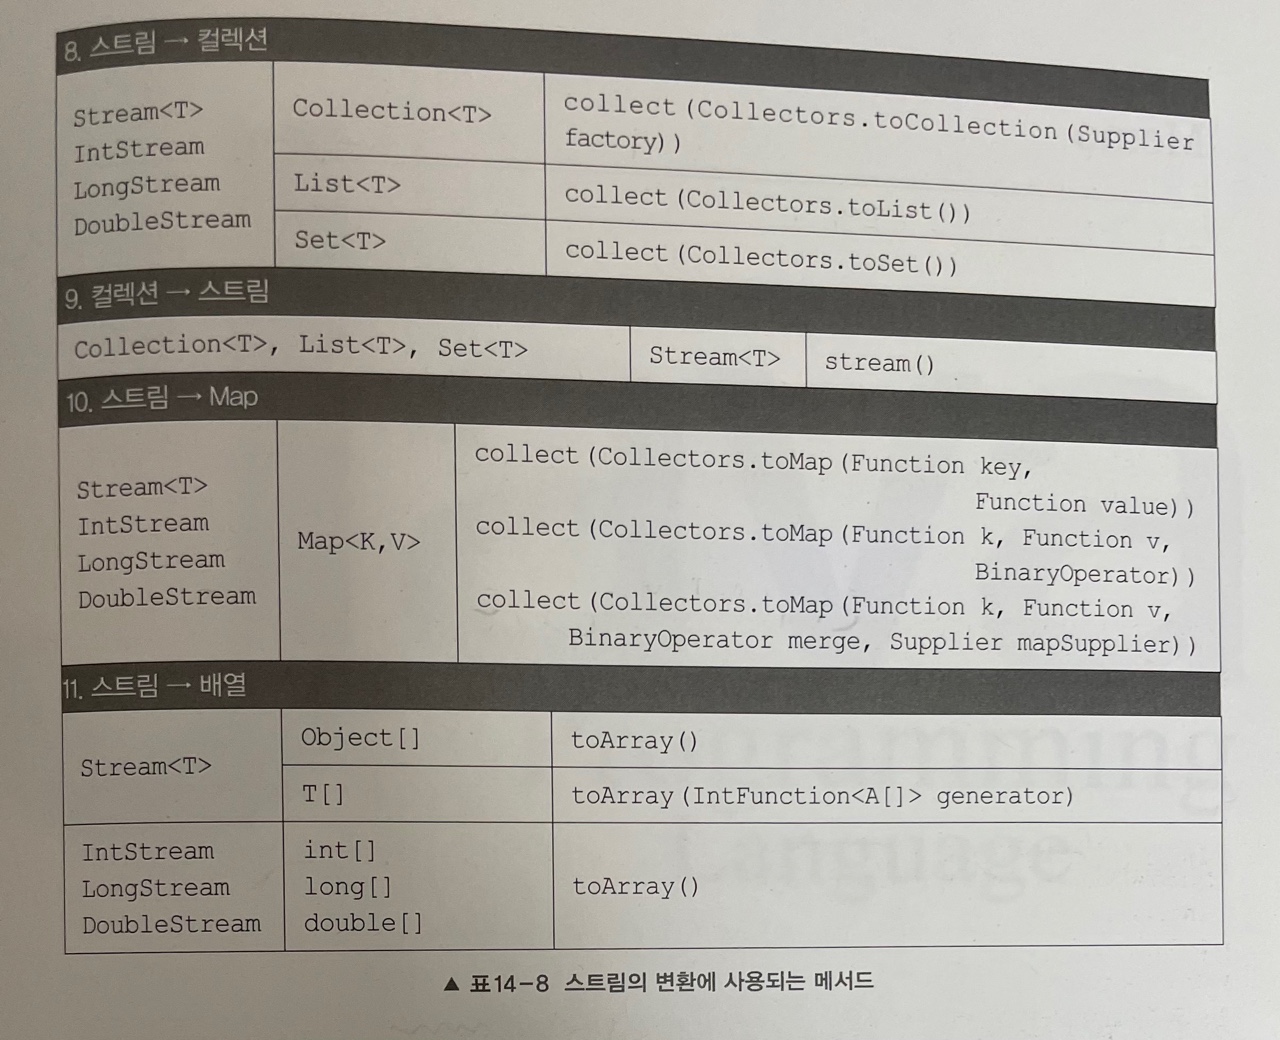 8. 스트림 → 컬렉션
Stream<T>
IntStream
LongStream
DoubleStream
Collection<T>
collect(Collectors.toCollection(Supplier
factory))
List<T>
collect(Collectors.toList())
Set<T>
collect(Collectors.toSet())
9. 컬렉션 → 스트림
Collection<T>, List<T>, Set<T>
Stream<T>
stream()
10. 스트림 → Map
Stream<T>
IntStream
LongStream
DoubleStream
Map<K,V>
collect(Collectors.toMap(Function key,
Function value))
collect(Collectors.toMap(Function k, Function v,
BinaryOperator))
collect(Collectors.toMap(Function k, Function v,
BinaryOperator merge, Supplier mapSupplier))
11. 스트림 → 배열
Stream<T>
Object[]
toArray()
T[]
toArray(IntFunction<A[]> generator)
IntStream
LongStream
DoubleStream
int[]
long[]
double[]
toArray()
▲ 표14-8 스트림의 변환에 사용되는 메서드